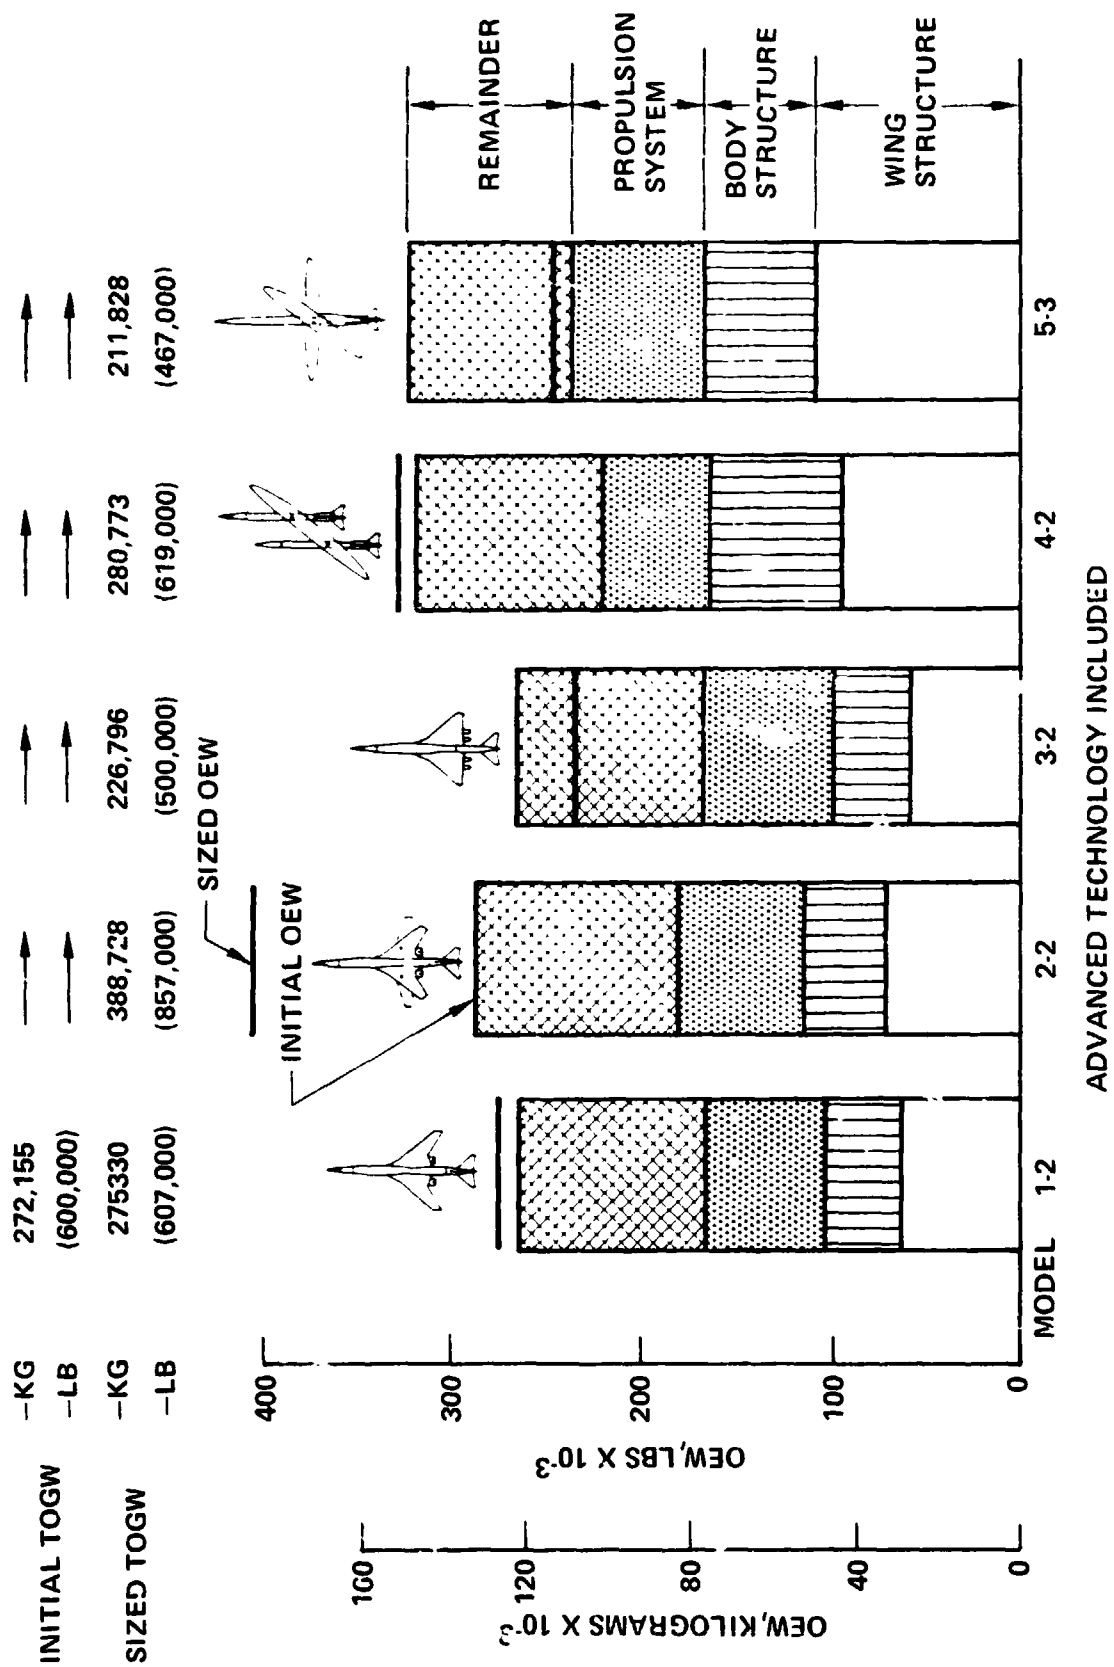 INITIAL TOGW –KG 272,155
–LB (600,000)
SIZED TOGW –KG 275330 388,728 226,796 280,773 211,828
–LB (607,000) (857,000) (500,000) (619,000) (467,000)
SIZED OEW
INITIAL OEW
REMAINDER
PROPULSION
SYSTEM
BODY
STRUCTURE
WING
STRUCTURE
OEW, KILOGRAMS X 10-3
160
120
80
40
0
OEW, LBS X 10-3
400
300
200
100
0
MODEL 1-2 2-2 3-2 4-2 5-3
ADVANCED TECHNOLOGY INCLUDED